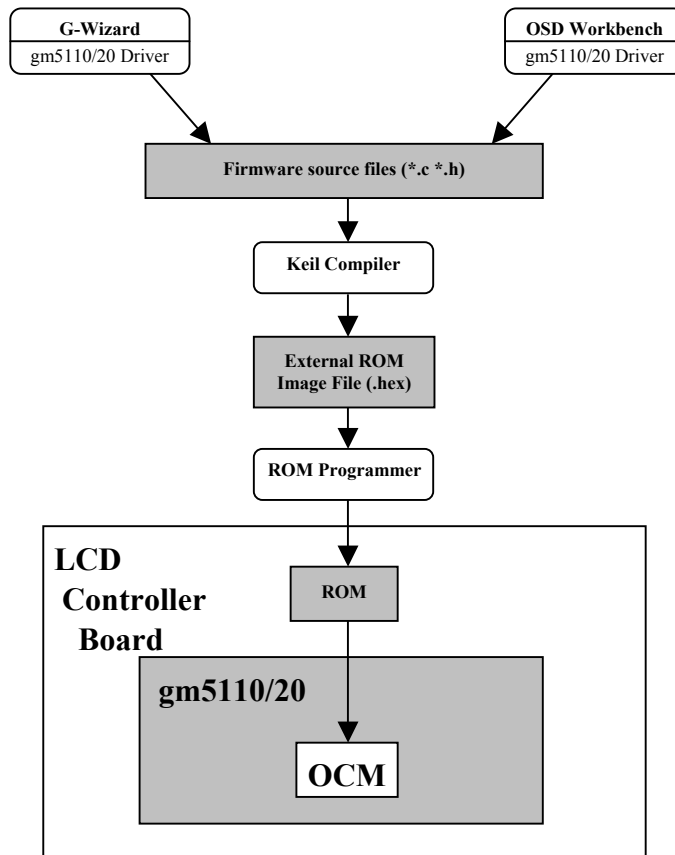 G-Wizard
gm5110/20 Driver
OSD Workbench
gm5110/20 Driver
Firmware source files (*.c *.h)
Keil Compiler
External ROM
Image File (.hex)
ROM Programmer
LCD
Controller
Board
ROM
gm5110/20
OCM